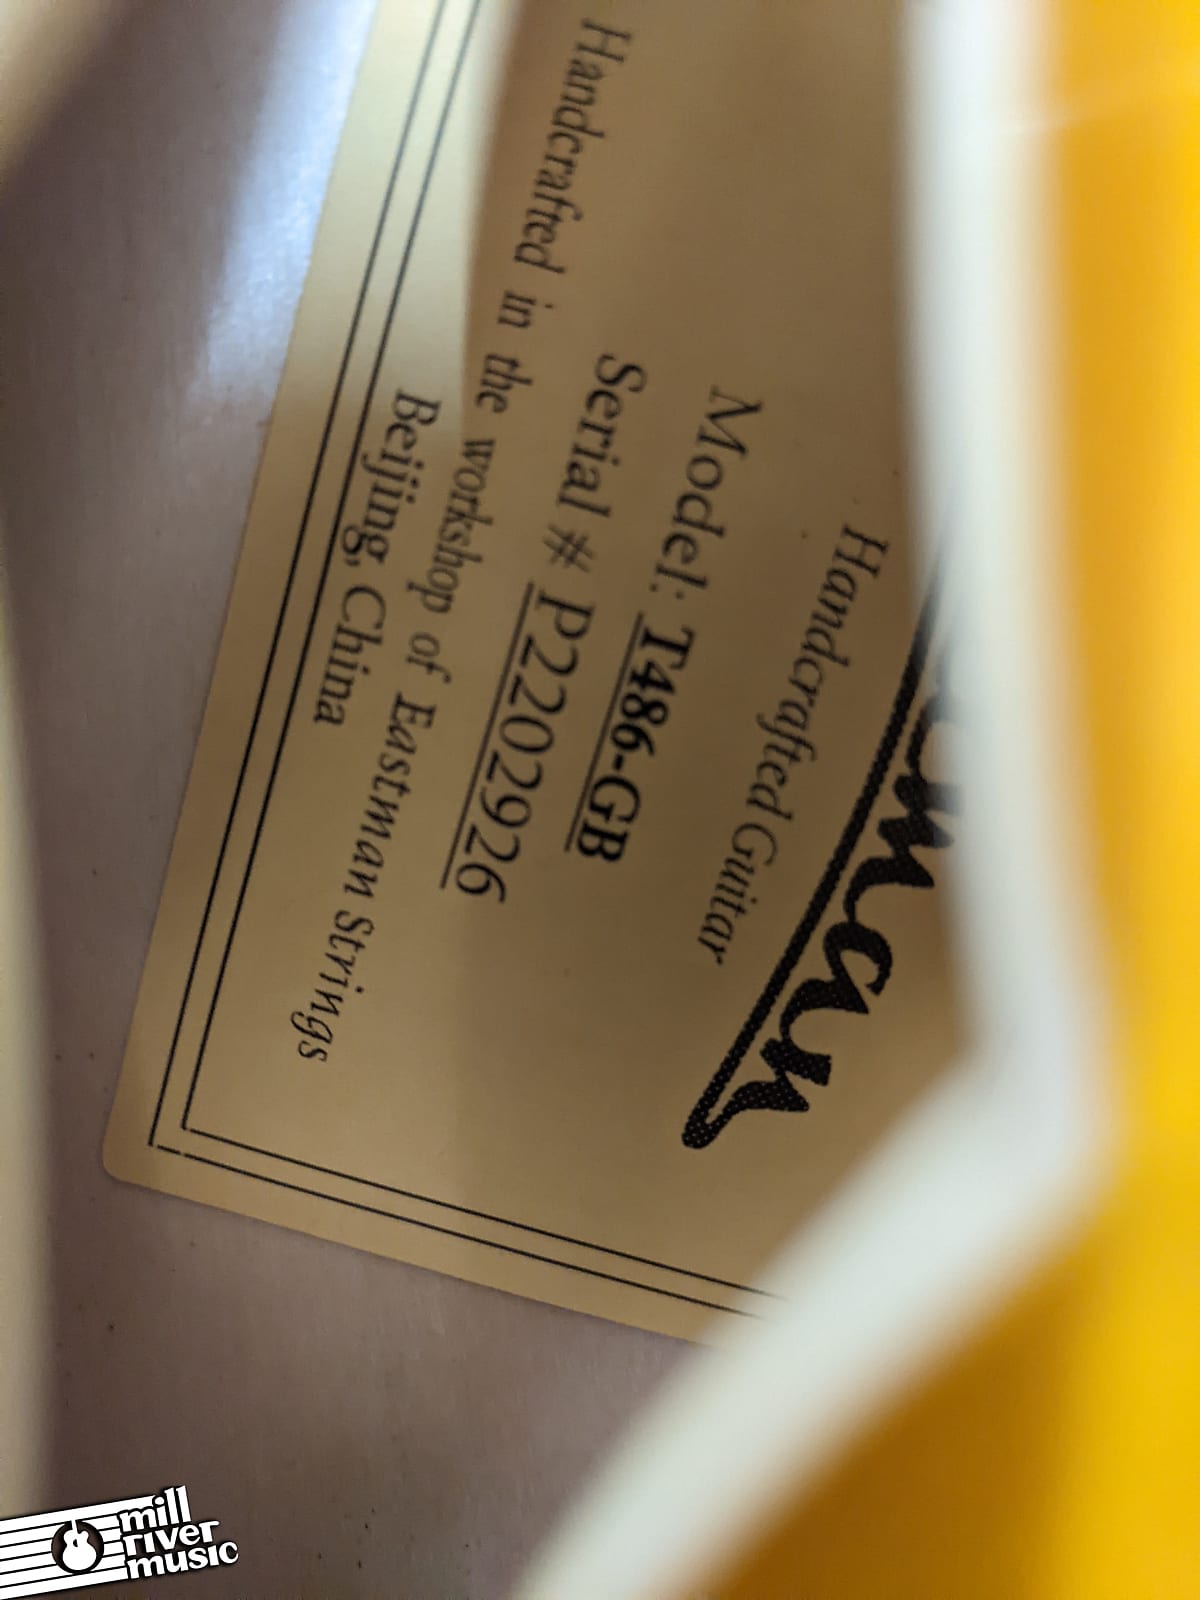 Handcrafted Guitar
Model: T486-GB
Serial # P2202926
Handcrafted in the workshop of Eastman Strings
Beijing, China
mill
river
music